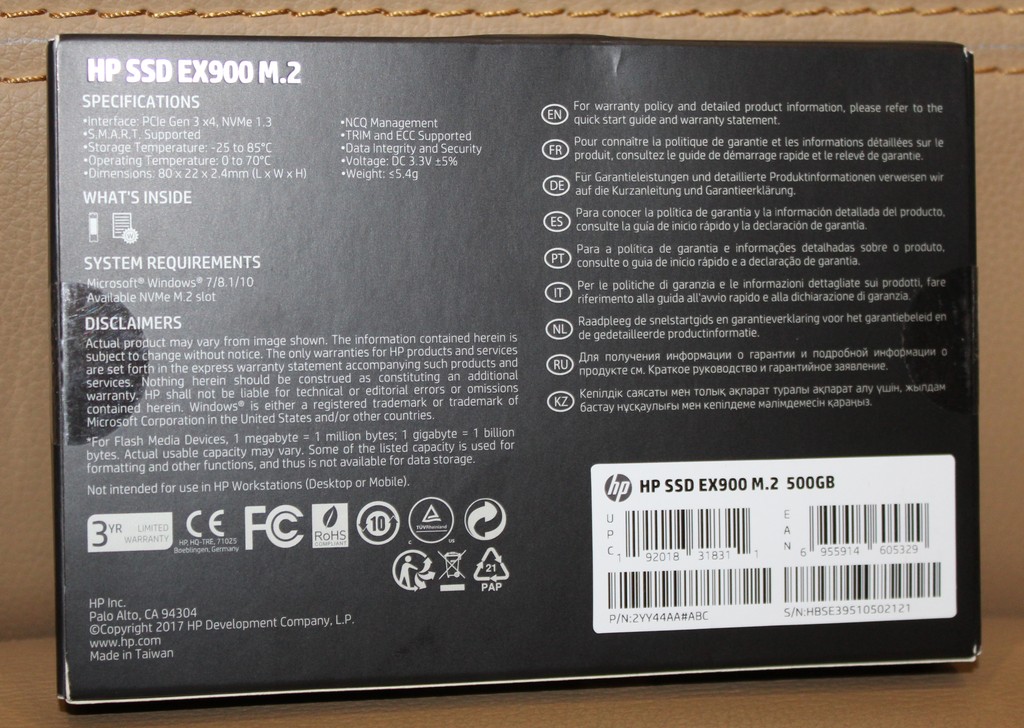 HP SSD EX900 M.2
SPECIFICATIONS
•Interface: PCIe Gen 3 x4, NVMe 1.3
•S.M.A.R.T. Supported
•Storage Temperature: -25 to 85°C
•Operating Temperature: 0 to 70°C
•Dimensions: 80 x 22 x 2.4mm (L x W x H)
•NCQ Management
•TRIM and ECC Supported
•Data Integrity and Security
•Voltage: DC 3.3V ±5%
•Weight: ≤5.4g
WHAT'S INSIDE
SYSTEM REQUIREMENTS
Microsoft® Windows® 7/8.1/10
Available NVMe M.2 slot
DISCLAIMERS
Actual product may vary from image shown. The information contained herein is
subject to change without notice. The only warranties for HP products and services
are set forth in the express warranty statement accompanying such products and
services. Nothing herein should be construed as constituting an additional
warranty. HP shall not be liable for technical or editorial errors or omissions
contained herein. Windows® is either a registered trademark or trademark of
Microsoft Corporation in the United States and/or other countries.
*For Flash Media Devices, 1 megabyte = 1 million bytes; 1 gigabyte = 1 billion
bytes. Actual usable capacity may vary. Some of the listed capacity is used for
formatting and other functions, and thus is not available for data storage.
Not intended for use in HP Workstations (Desktop or Mobile).
3YR LIMITED
WARRANTY
CE
HP, HQ-TRE, 71025
Boeblingen, Germany
FC
RoHS
COMPLIANT
10
TÜVRheinland
C US
21
PAP
HP Inc.
Palo Alto, CA 94304
©Copyright 2017 HP Development Company, L.P.
www.hp.com
Made in Taiwan
EN For warranty policy and detailed product information, please refer to the
quick start guide and warranty statement.
FR Pour connaître la politique de garantie et les informations détaillées sur le
produit, consultez le guide de démarrage rapide et le relevé de garantie.
DE Für Garantieleistungen und detaillierte Produktinformationen verweisen wir
auf die Kurzanleitung und Garantieerklärung.
ES Para conocer la política de garantía y la información detallada del producto,
consulte la guía de inicio rápido y la declaración de garantía.
PT Para a política de garantia e informações detalhadas sobre o produto,
consulte o guia de início rápido e a declaração de garantia.
IT Per le politiche di garanzia e le informazioni dettagliate sui prodotti, fare
riferimento alla guida all'avvio rapido e alla dichiarazione di garanzia.
NL Raadpleeg de snelstartgids en garantieverklaring voor het garantiebeleid en
de gedetailleerde productinformatie.
RU Для получения информации о гарантии и подробной информации о
продукте см. Краткое руководство и гарантийное заявление.
KZ Кепілдік саясаты мен толық ақпарат туралы ақпарат алу үшін, жылдам
бастау нұсқаулығы мен кепілдеме мәлімдемесін қараңыз.
hp HP SSD EX900 M.2 500GB
UPC
1 92018 31831 1
EAN
6 955914 605329
P/N:2YY44AA#ABC
S/N:HBSE39510502121